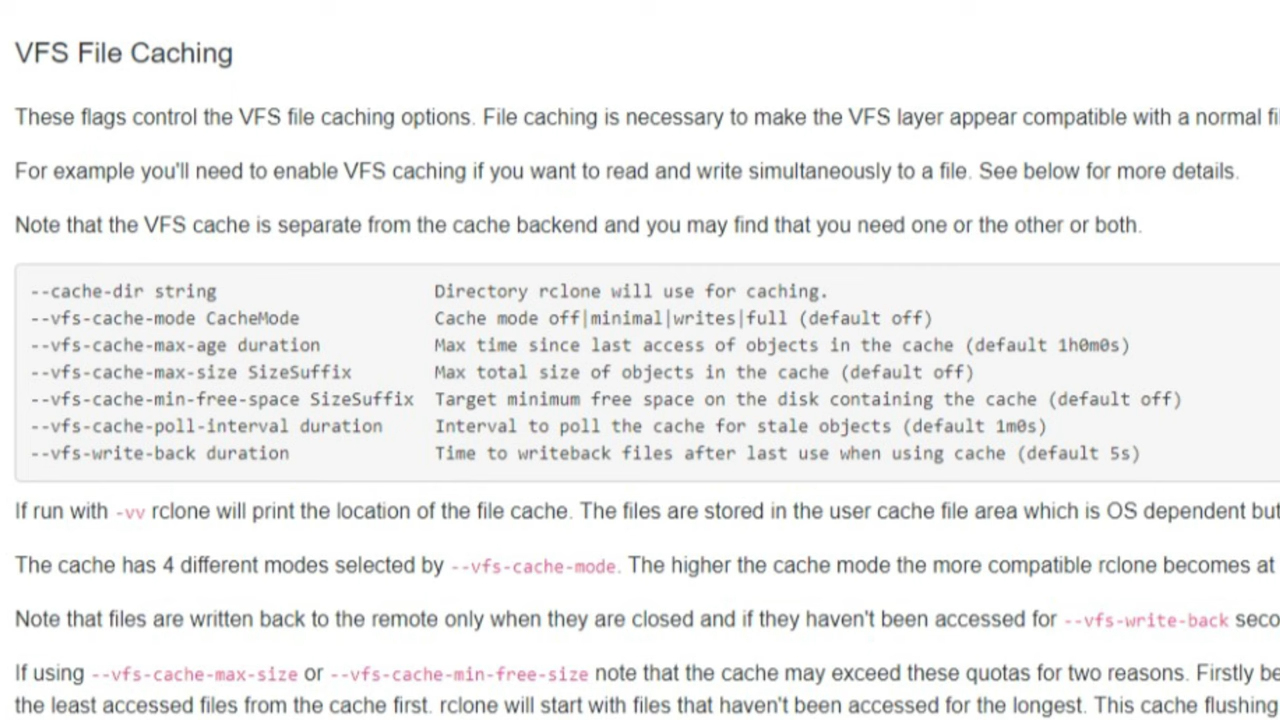 VFS File Caching
These flags control the VFS file caching options. File caching is necessary to make the VFS layer appear compatible with a normal
For example you'll need to enable VFS caching if you want to read and write simultaneously to a file. See below for more details.
Note that the VFS cache is separate from the cache backend and you may find that you need one or the other or both.
--cache-dir string Directory rclone will use for caching.
--vfs-cache-mode CacheMode Cache mode off|minimal|writes|full (default off)
--vfs-cache-max-age duration Max time since last access of objects in the cache (default 1h0m0s)
--vfs-cache-max-size SizeSuffix Max total size of objects in the cache (default off)
--vfs-cache-min-free-space SizeSuffix Target minimum free space on the disk containing the cache (default off)
--vfs-cache-poll-interval duration Interval to poll the cache for stale objects (default 1m0s)
--vfs-write-back duration Time to writeback files after last use when using cache (default 5s)
If run with -vv rclone will print the location of the file cache. The files are stored in the user cache file area which is OS dependent but
The cache has 4 different modes selected by --vfs-cache-mode. The higher the cache mode the more compatible rclone becomes at
Note that files are written back to the remote only when they are closed and if they haven't been accessed for --vfs-write-back seco
If using --vfs-cache-max-size or --vfs-cache-min-free-size note that the cache may exceed these quotas for two reasons. Firstly be
the least accessed files from the cache first. rclone will start with files that haven't been accessed for the longest. This cache flushing